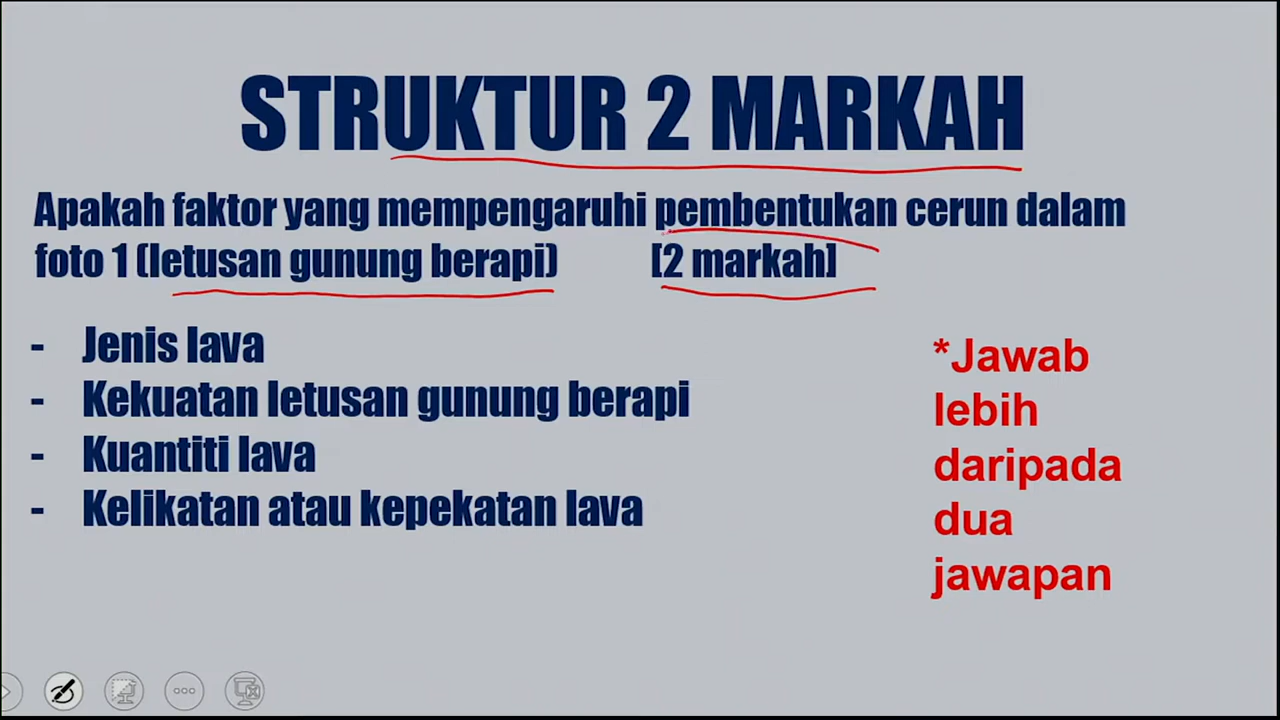 STRUKTUR 2 MARKAH
Apakah faktor yang mempengaruhi pembentukan cerun dalam
foto 1 (letusan gunung berapi) [2 markah]
- Jenis lava
- Kekuatan letusan gunung berapi
- Kuantiti lava
- Kelikatan atau kepekatan lava
*Jawab
lebih
daripada
dua
jawapan